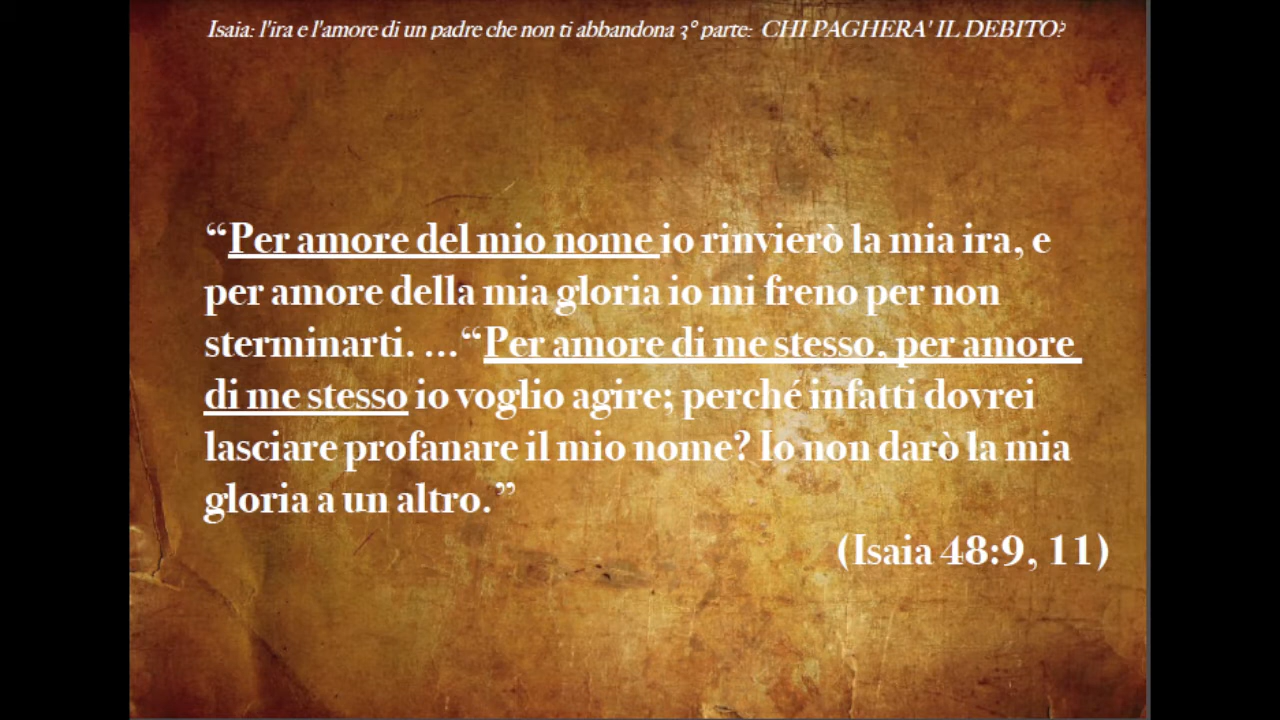 Isaia: l'ira e l'amore di un padre che non ti abbandona 3° parte: CHI PAGHERA' IL DEBITO?
“Per amore del mio nome io rinvierò la mia ira, e
per amore della mia gloria io mi freno per non
sterminarti. ...“Per amore di me stesso, per amore
di me stesso io voglio agire; perché infatti dovrei
lasciare profanare il mio nome? Io non darò la mia
gloria a un altro.”
(Isaia 48:9, 11)